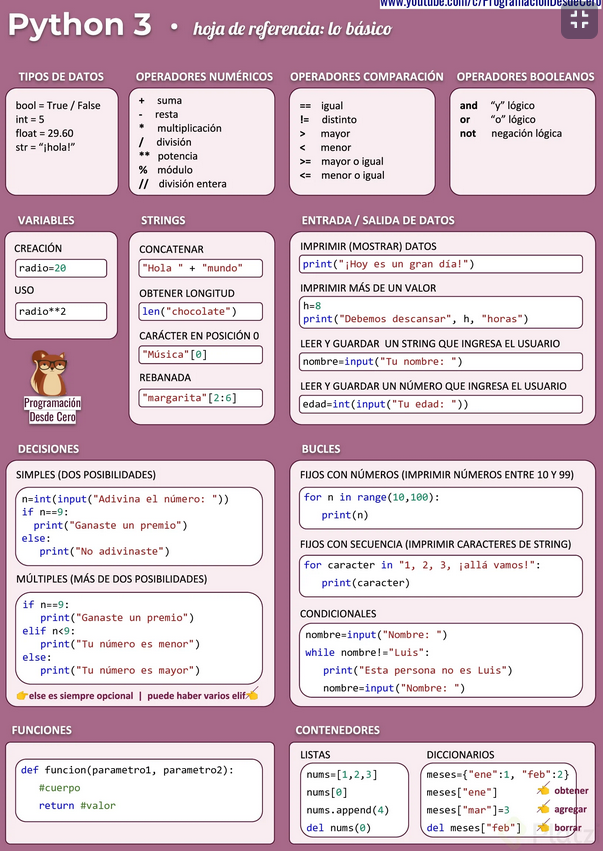 www.youtube.com/c/ProgramacionDesdeCero
Python 3 • hoja de referencia: lo básico
TIPOS DE DATOS
bool = True / False
int = 5
float = 29.60
str = "¡hola!"
OPERADORES NUMÉRICOS
+ suma
- resta
* multiplicación
/ división
** potencia
% módulo
// división entera
OPERADORES COMPARACIÓN
== igual
!= distinto
> mayor
< menor
>= mayor o igual
<= menor o igual
OPERADORES BOOLEANOS
and "y" lógico
or "o" lógico
not negación lógica
VARIABLES
CREACIÓN
radio=20
USO
radio**2
Programación
Desde Cero
STRINGS
CONCATENAR
"Hola " + "mundo"
OBTENER LONGITUD
len("chocolate")
CARÁCTER EN POSICIÓN 0
"Música"[0]
REBANADA
"margarita"[2:6]
ENTRADA / SALIDA DE DATOS
IMPRIMIR (MOSTRAR) DATOS
print("¡Hoy es un gran día!")
IMPRIMIR MÁS DE UN VALOR
h=8
print("Debemos descansar", h, "horas")
LEER Y GUARDAR UN STRING QUE INGRESA EL USUARIO
nombre=input("Tu nombre: ")
LEER Y GUARDAR UN NÚMERO QUE INGRESA EL USUARIO
edad=int(input("Tu edad: "))
DECISIONES
SIMPLES (DOS POSIBILIDADES)
n=int(input("Adivina el número: "))
if n==9:
print("Ganaste un premio")
else:
print("No adivinaste")
MÚLTIPLES (MÁS DE DOS POSIBILIDADES)
if n==9:
print("Ganaste un premio")
elif n<9:
print("Tu número es menor")
else:
print("Tu número es mayor")
👉else es siempre opcional | puede haber varios elif👈
BUCLES
FIJOS CON NÚMEROS (IMPRIMIR NÚMEROS ENTRE 10 Y 99)
for n in range(10,100):
print(n)
FIJOS CON SECUENCIA (IMPRIMIR CARACTERES DE STRING)
for caracter in "1, 2, 3, ¡allá vamos!":
print(caracter)
CONDICIONALES
nombre=input("Nombre: ")
while nombre!="Luis":
print("Esta persona no es Luis")
nombre=input("Nombre: ")
FUNCIONES
def funcion(parametro1, parametro2):
#cuerpo
return #valor
CONTENEDORES
LISTAS
nums=[1,2,3]
nums[0]
nums.append(4)
del nums(0)
DICCIONARIOS
meses={"ene":1, "feb":2}
meses["ene"] 👈 obtener
meses["mar"]=3 👈 agregar
del meses["feb"] 👈 borrar